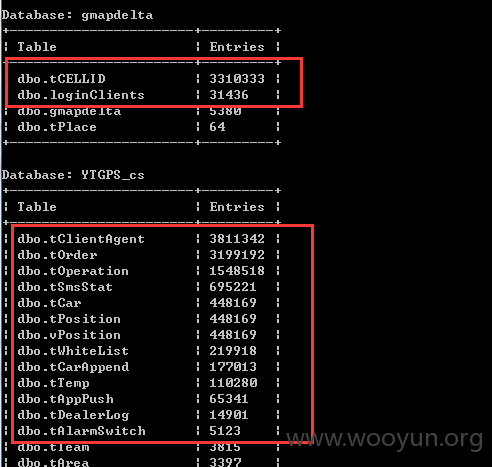 Database: gmapdelta
| Table | Entries |
| dbo.tCELLID | 3310333 |
| dbo.loginClients | 31436 |
| dbo.gmapdelta | 5380 |
| dbo.tPlace | 64 |
Database: YTGPS_cs
| Table | Entries |
| dbo.tClientAgent | 3811342 |
| dbo.tOrder | 3199192 |
| dbo.tOperation | 1548518 |
| dbo.tSmsStat | 695221 |
| dbo.tCar | 448169 |
| dbo.tPosition | 448169 |
| dbo.vPosition | 448169 |
| dbo.tWhiteList | 219918 |
| dbo.tCarAppend | 177013 |
| dbo.tTemp | 110280 |
| dbo.tAppPush | 65341 |
| dbo.tDealerLog | 14901 |
| dbo.tAlarmSwitch | 5123 |
| dbo.tTeam | 3815 |
| dbo.tArea | 3397 |
www.wooyun.org